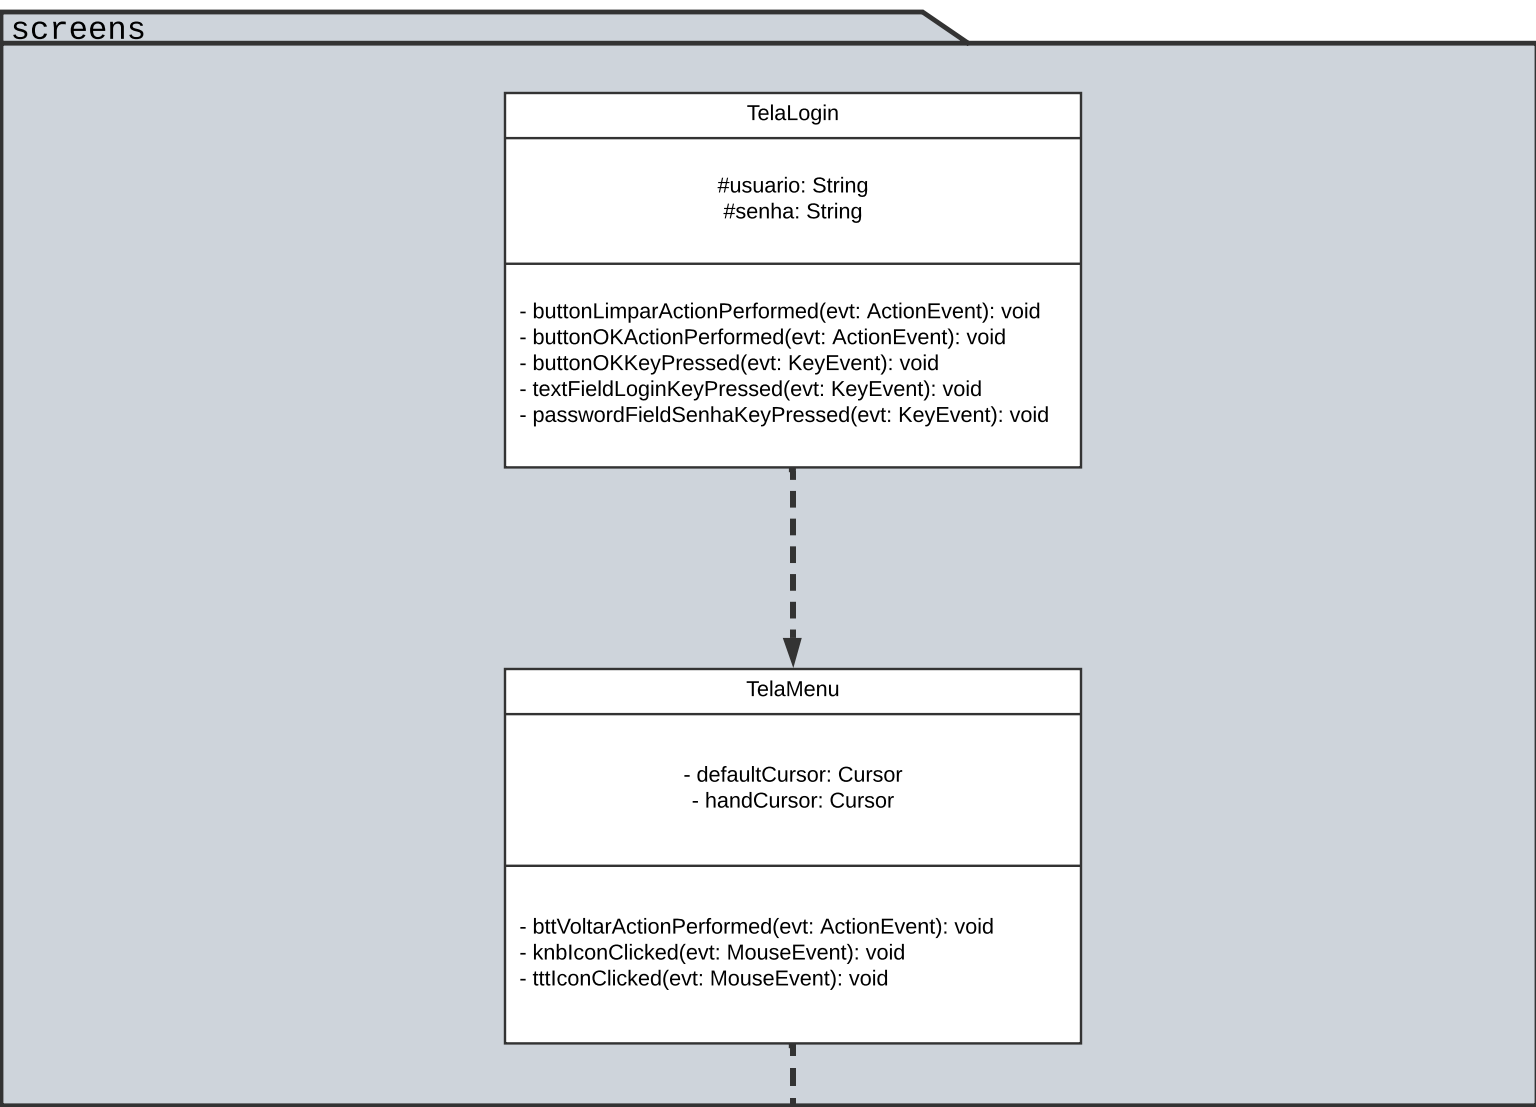 screens
TelaLogin
#usuario: String
#senha: String
- buttonLimparActionPerformed(evt: ActionEvent): void
- buttonOKActionPerformed(evt: ActionEvent): void
- buttonOKKeyPressed(evt: KeyEvent): void
- textFieldLoginKeyPressed(evt: KeyEvent): void
- passwordFieldSenhaKeyPressed(evt: KeyEvent): void
TelaMenu
- defaultCursor: Cursor
- handCursor: Cursor
- bttVoltarActionPerformed(evt: ActionEvent): void
- knbIconClicked(evt: MouseEvent): void
- tttIconClicked(evt: MouseEvent): void